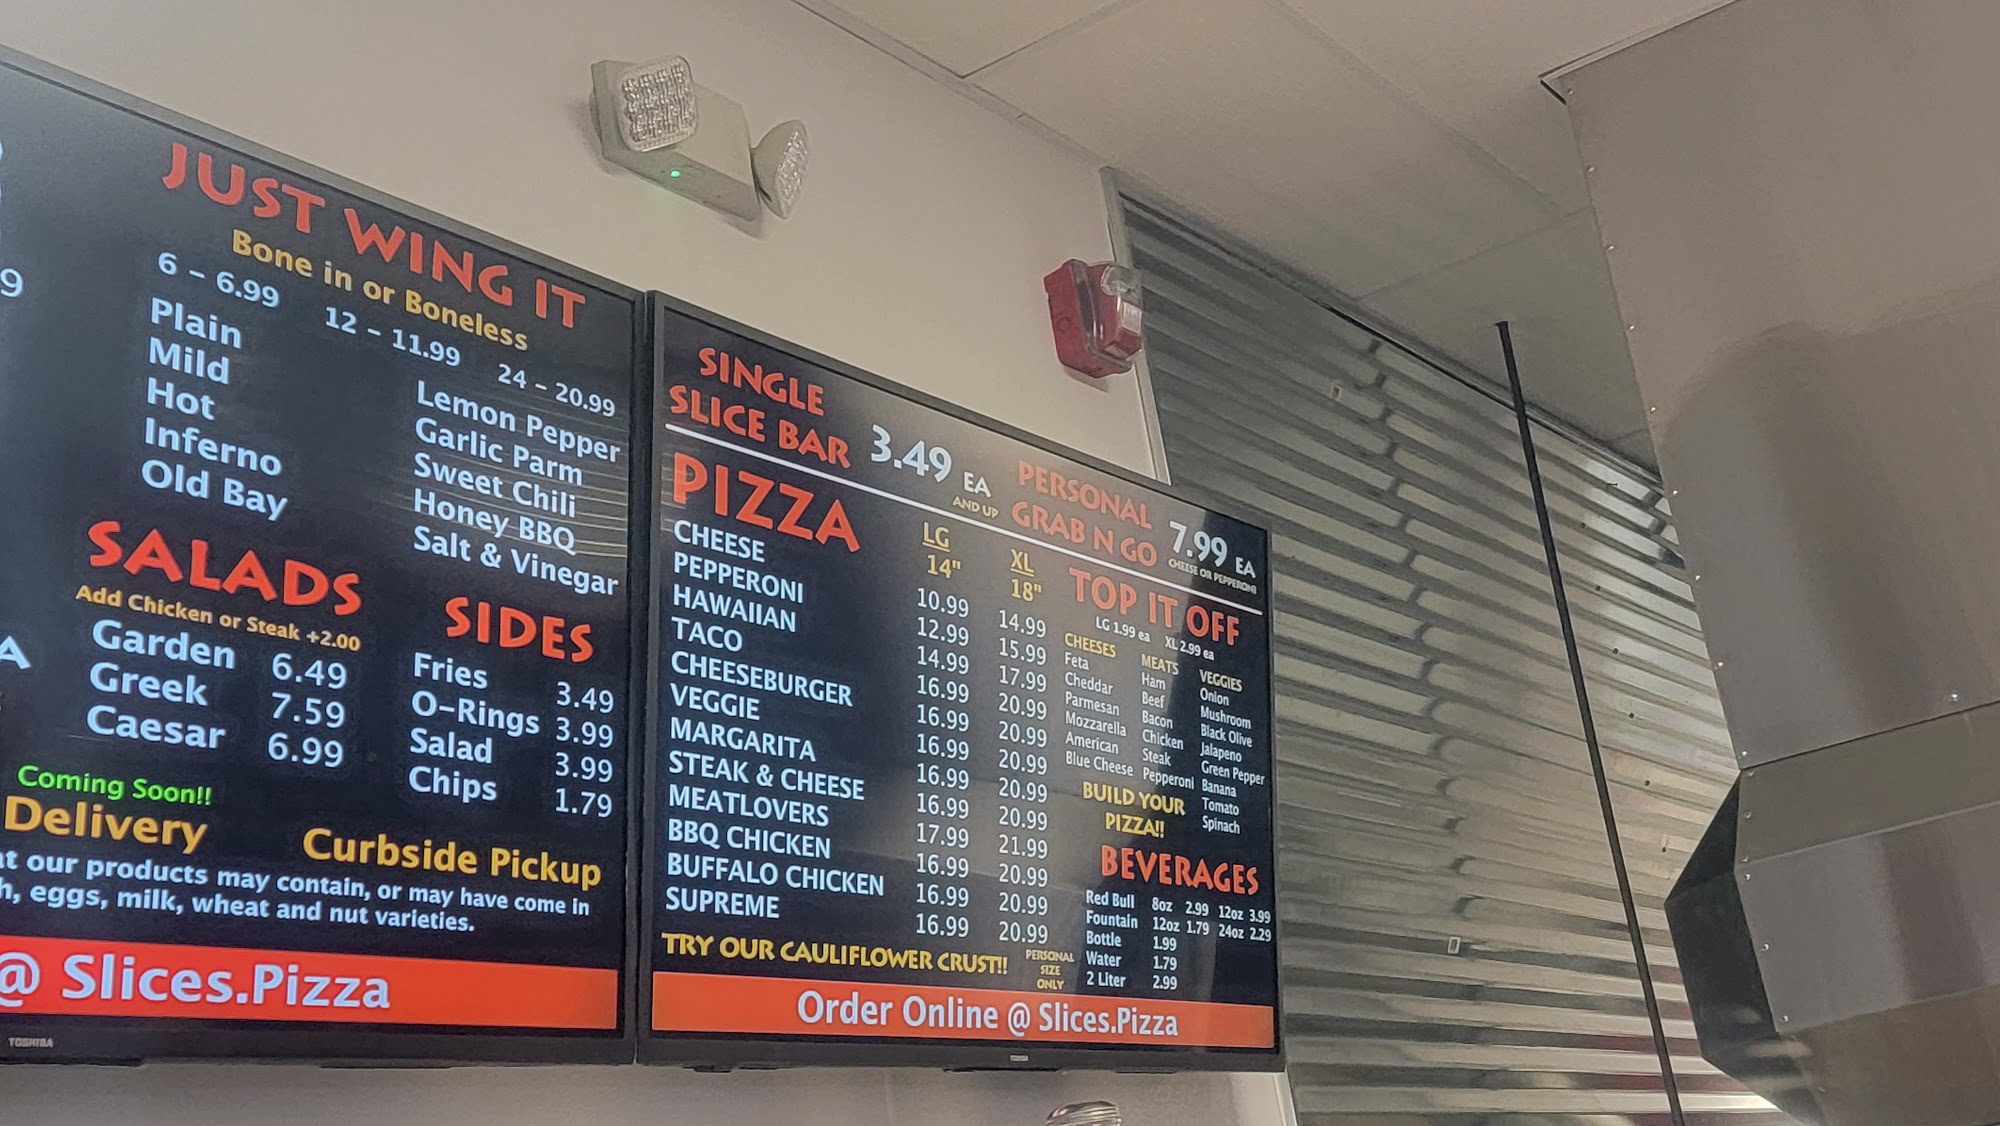 JUST WING IT
Bone in or Boneless
6 – 6.99 12 – 11.99 24 – 20.99
Plain
Mild
Hot
Inferno
Old Bay
Lemon Pepper
Garlic Parm
Sweet Chili
Honey BBQ
Salt & Vinegar
SALADS
Add Chicken or Steak +2.00
Garden 6.49
Greek 7.59
Caesar 6.99
SIDES
Fries 3.49
O-Rings 3.99
Salad 3.99
Chips 1.79
Coming Soon!!
Delivery
Curbside Pickup
our products may contain, or may have come in
eggs, milk, wheat and nut varieties.
@ Slices.Pizza
TOSHIBA
SINGLE
SLICE BAR
3.49 EA
AND UP
PERSONAL
GRAB N GO
7.99 EA
CHEESE OR PEPPERONI
PIZZA
LG XL
14" 18"
CHEESE 10.99 14.99
PEPPERONI 12.99 15.99
HAWAIIAN 14.99 17.99
TACO 16.99 20.99
CHEESEBURGER 16.99 20.99
VEGGIE 16.99 20.99
MARGARITA 16.99 20.99
STEAK & CHEESE 16.99 20.99
MEATLOVERS 17.99 21.99
BBQ CHICKEN 16.99 20.99
BUFFALO CHICKEN 16.99 20.99
SUPREME 16.99 20.99
TRY OUR CAULIFLOWER CRUST!!
PERSONAL
SIZE
ONLY
TOP IT OFF
LG 1.99 ea XL 2.99 ea
CHEESES
Feta
Cheddar
Parmesan
Mozzarella
American
Blue Cheese
MEATS
Ham
Beef
Bacon
Chicken
Steak
Pepperoni
VEGGIES
Onion
Mushroom
Black Olive
Jalapeno
Green Pepper
Banana
Tomato
Spinach
BUILD YOUR
PIZZA!!
BEVERAGES
Red Bull 8oz 2.99 12oz 3.99
Fountain 12oz 1.79 24oz 2.29
Bottle 1.99
Water 1.79
2 Liter 2.99
Order Online @ Slices.Pizza
TOSHIBA